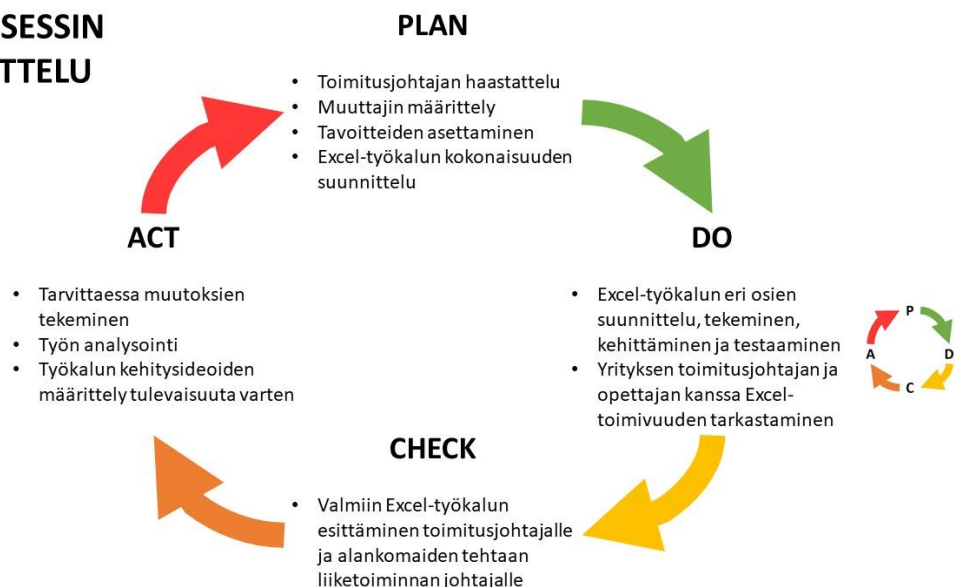 SESSIN
TTELU
PLAN
• Toimitusjohtajan haastattelu
• Muuttajin määrittely
• Tavoitteiden asettaminen
• Excel-työkalun kokonaisuuden
suunnittelu
ACT
• Tarvittaessa muutoksien
tekeminen
• Työn analysointi
• Työkalun kehitysideoiden
määrittely tulevaisuutta varten
DO
• Excel-työkalun eri osien
suunnittelu, tekeminen,
kehittäminen ja testaaminen
• Yrityksen toimitusjohtajan ja
opettajan kanssa Excel-
toimivuuden tarkastaminen
P
A
D
C
CHECK
• Valmiin Excel-työkalun
esittäminen toimitusjohtajalle
ja alankomaiden tehtaan
liiketoiminnan johtajalle